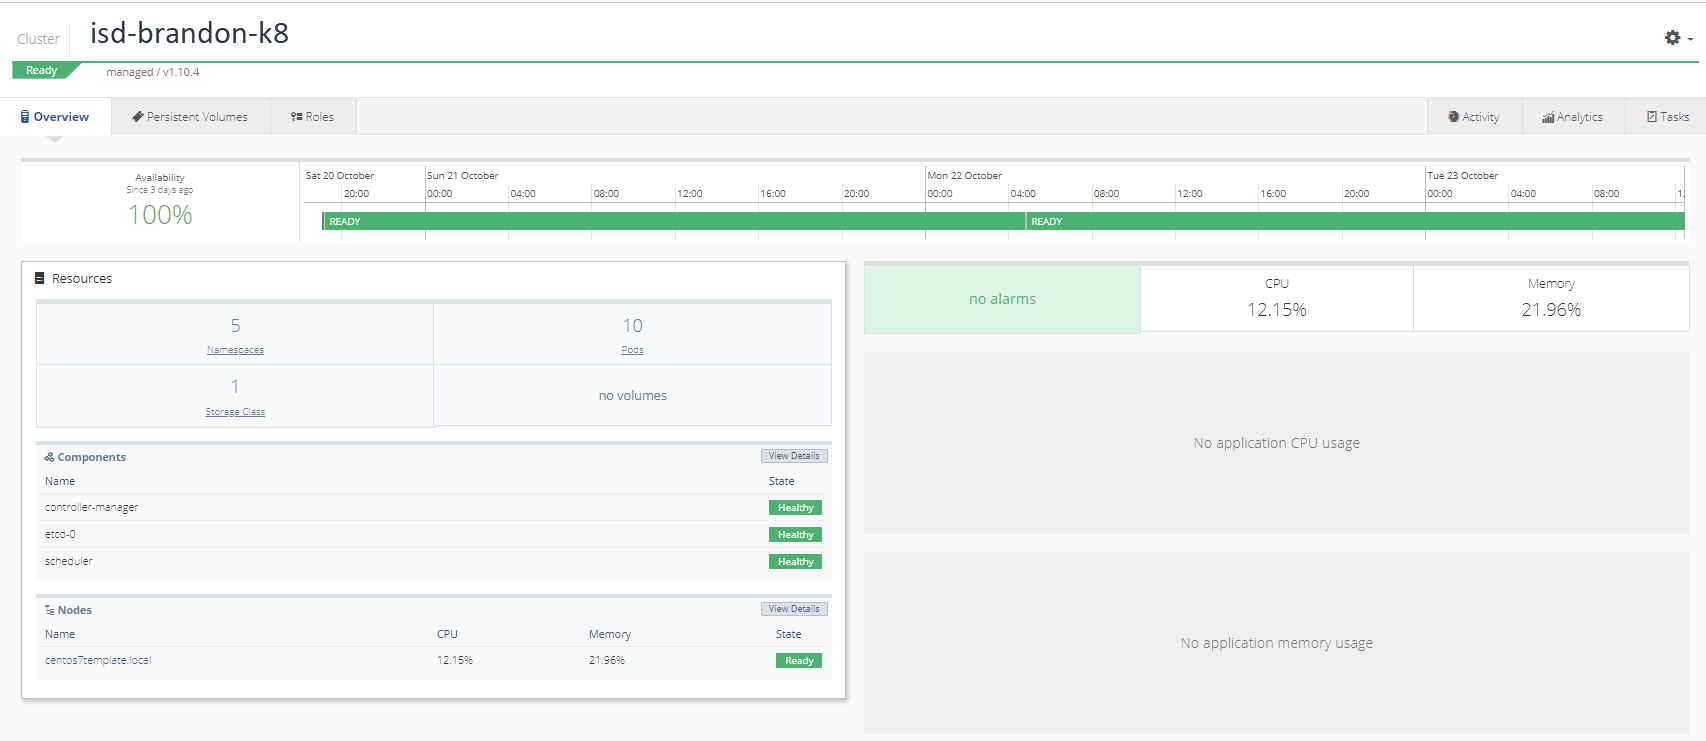 Cluster
isd-brandon-k8
Ready
managed / v1.10.4
Overview
Persistent Volumes
Roles
Activity
Analytics
Tasks
Availability
Since 3 days ago
100%
Sat 20 October Sun 21 October Mon 22 October Tue 23 October
20:00 00:00 04:00 08:00 12:00 16:00 20:00 00:00 04:00 08:00 12:00 16:00 20:00 00:00 04:00 08:00
READY READY
Resources
5
Namespaces
10
Pods
1
Storage Class
no volumes
Components View Details
Name State
controller-manager Healthy
etcd-0 Healthy
scheduler Healthy
Nodes View Details
Name CPU Memory State
centos7template.local 12.15% 21.96% Ready
no alarms
CPU
12.15%
Memory
21.96%
No application CPU usage
No application memory usage